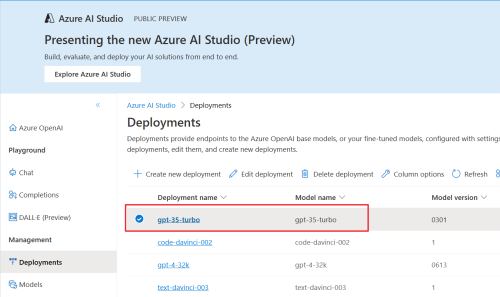 Azure AI Studio PUBLIC PREVIEW
Presenting the new Azure AI Studio (Preview)
Build, evaluate, and deploy your AI solutions from end to end.
Explore Azure AI Studio
«
Azure AI Studio > Deployments
Azure OpenAI
Playground
Chat
Completions
DALL·E (Preview)
Management
Deployments
Models
Deployments
Deployments provide endpoints to the Azure OpenAI base models, or your fine-tuned models, configured with settings
deployments, edit them, and create new deployments.
+ Create new deployment Edit deployment Delete deployment Column options Refresh
Deployment name Model name Model version
gpt-35-turbo gpt-35-turbo 0301
code-davinci-002 code-davinci-002 1
gpt-4-32k gpt-4-32k 0613
text-davinci-003 text-davinci-003 1